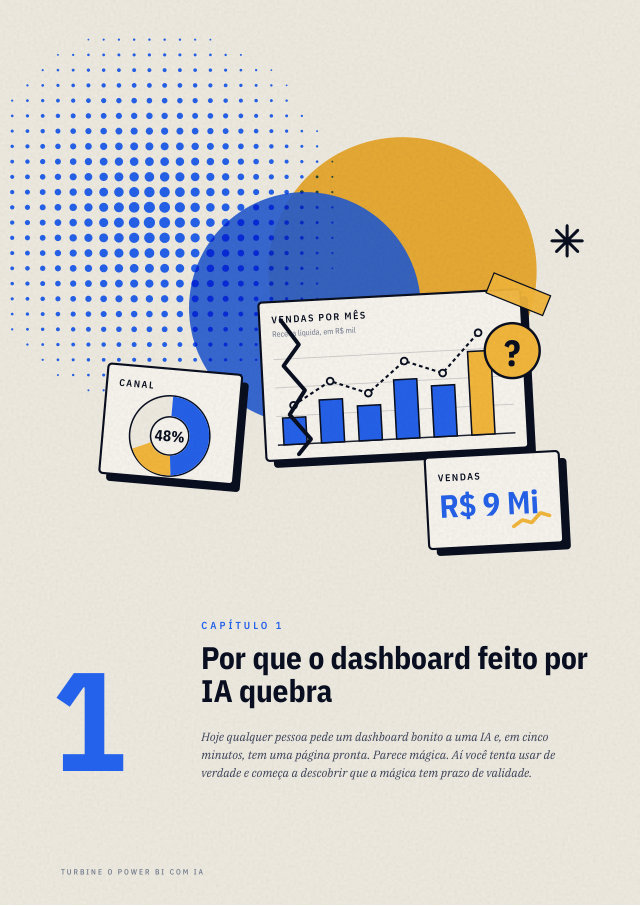 VENDAS POR MÊS
Receita líquida, em R$ mil
?
CANAL
48%
VENDAS
R$ 9 Mi
CAPÍTULO 1
1
Por que o dashboard feito por
IA quebra
Hoje qualquer pessoa pede um dashboard bonito a uma IA e, em cinco
minutos, tem uma página pronta. Parece mágica. Aí você tenta usar de
verdade e começa a descobrir que a mágica tem prazo de validade.
TURBINE O POWER BI COM IA